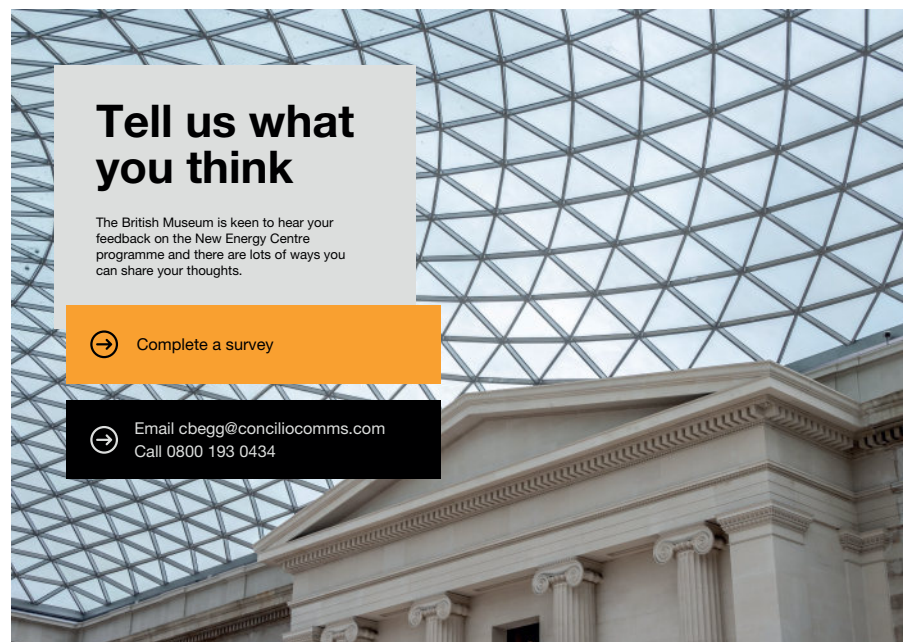 Tell us what
you think
The British Museum is keen to hear your
feedback on the New Energy Centre
programme and there are lots of ways you
can share your thoughts.
Complete a survey
Email cbegg@conciliocomms.com
Call 0800 193 0434